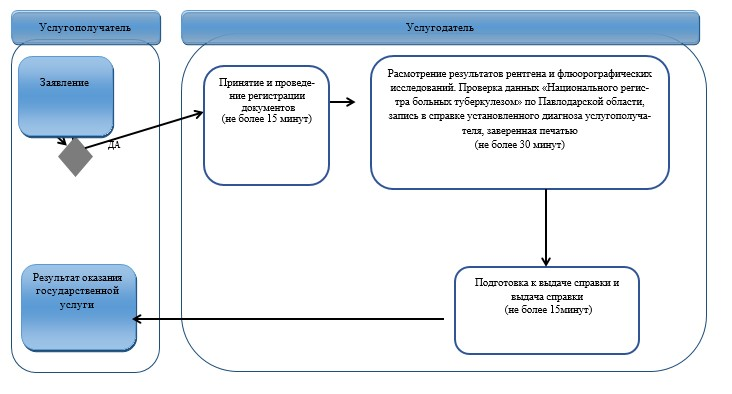 Услугополучатель
Услугодатель
Заявление
ДА
Принятие и проведе-
ние регистрации
документов
(не более 15 минут)
Расмотрение результатов рентгена и флюорографических
исследований. Проверка данных «Национального регис-
тра больных туберкулезом» по Павлодарской области,
запись в справке установленного диагноза услугополуча-
теля, заверенная печатью
(не более 30 минут)
Подготовка к выдаче справки и
выдача справки
(не более 15минут)
Результат оказания
государственной
услуги